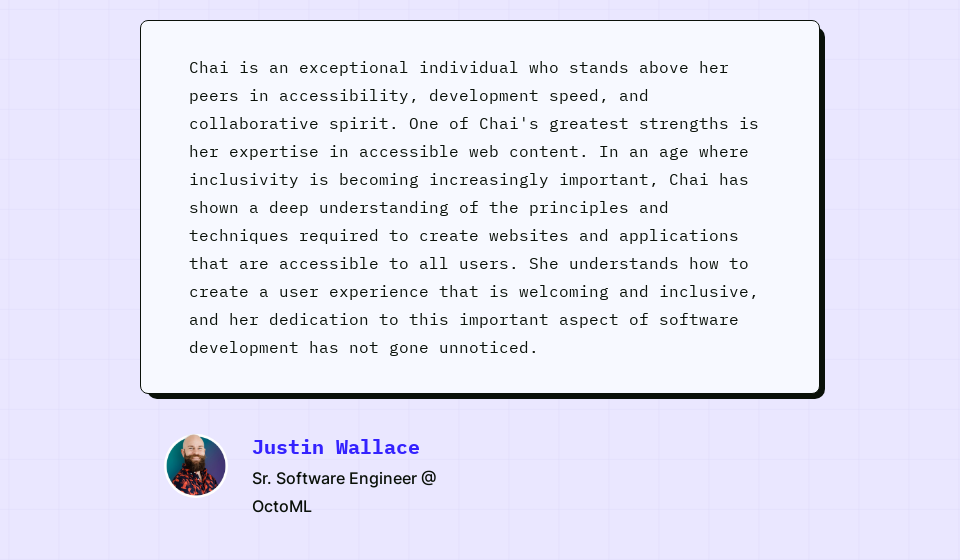 Chai is an exceptional individual who stands above her
peers in accessibility, development speed, and
collaborative spirit. One of Chai's greatest strengths is
her expertise in accessible web content. In an age where
inclusivity is becoming increasingly important, Chai has
shown a deep understanding of the principles and
techniques required to create websites and applications
that are accessible to all users. She understands how to
create a user experience that is welcoming and inclusive,
and her dedication to this important aspect of software
development has not gone unnoticed.
Justin Wallace
Sr. Software Engineer @
OctoML